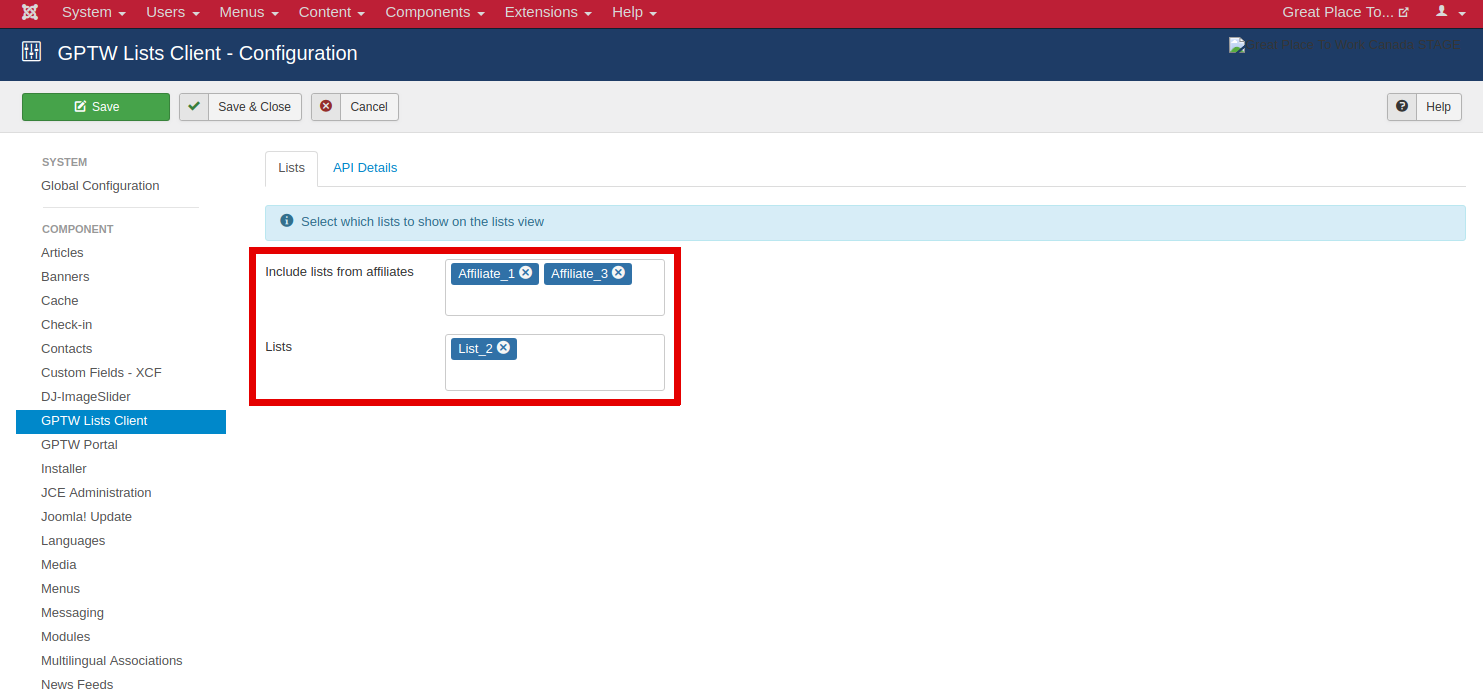 System Users Menus Content Components Extensions Help Great Place To...
GPTW Lists Client - Configuration
Save Save & Close Cancel Help
SYSTEM
Global Configuration
COMPONENT
Articles
Banners
Cache
Check-in
Contacts
Custom Fields - XCF
DJ-ImageSlider
GPTW Lists Client
GPTW Portal
Installer
JCE Administration
Joomla! Update
Languages
Media
Menus
Messaging
Modules
Multilingual Associations
News Feeds
Lists API Details
Select which lists to show on the lists view
Include lists from affiliates Affiliate_1 Affiliate_3
Lists List_2